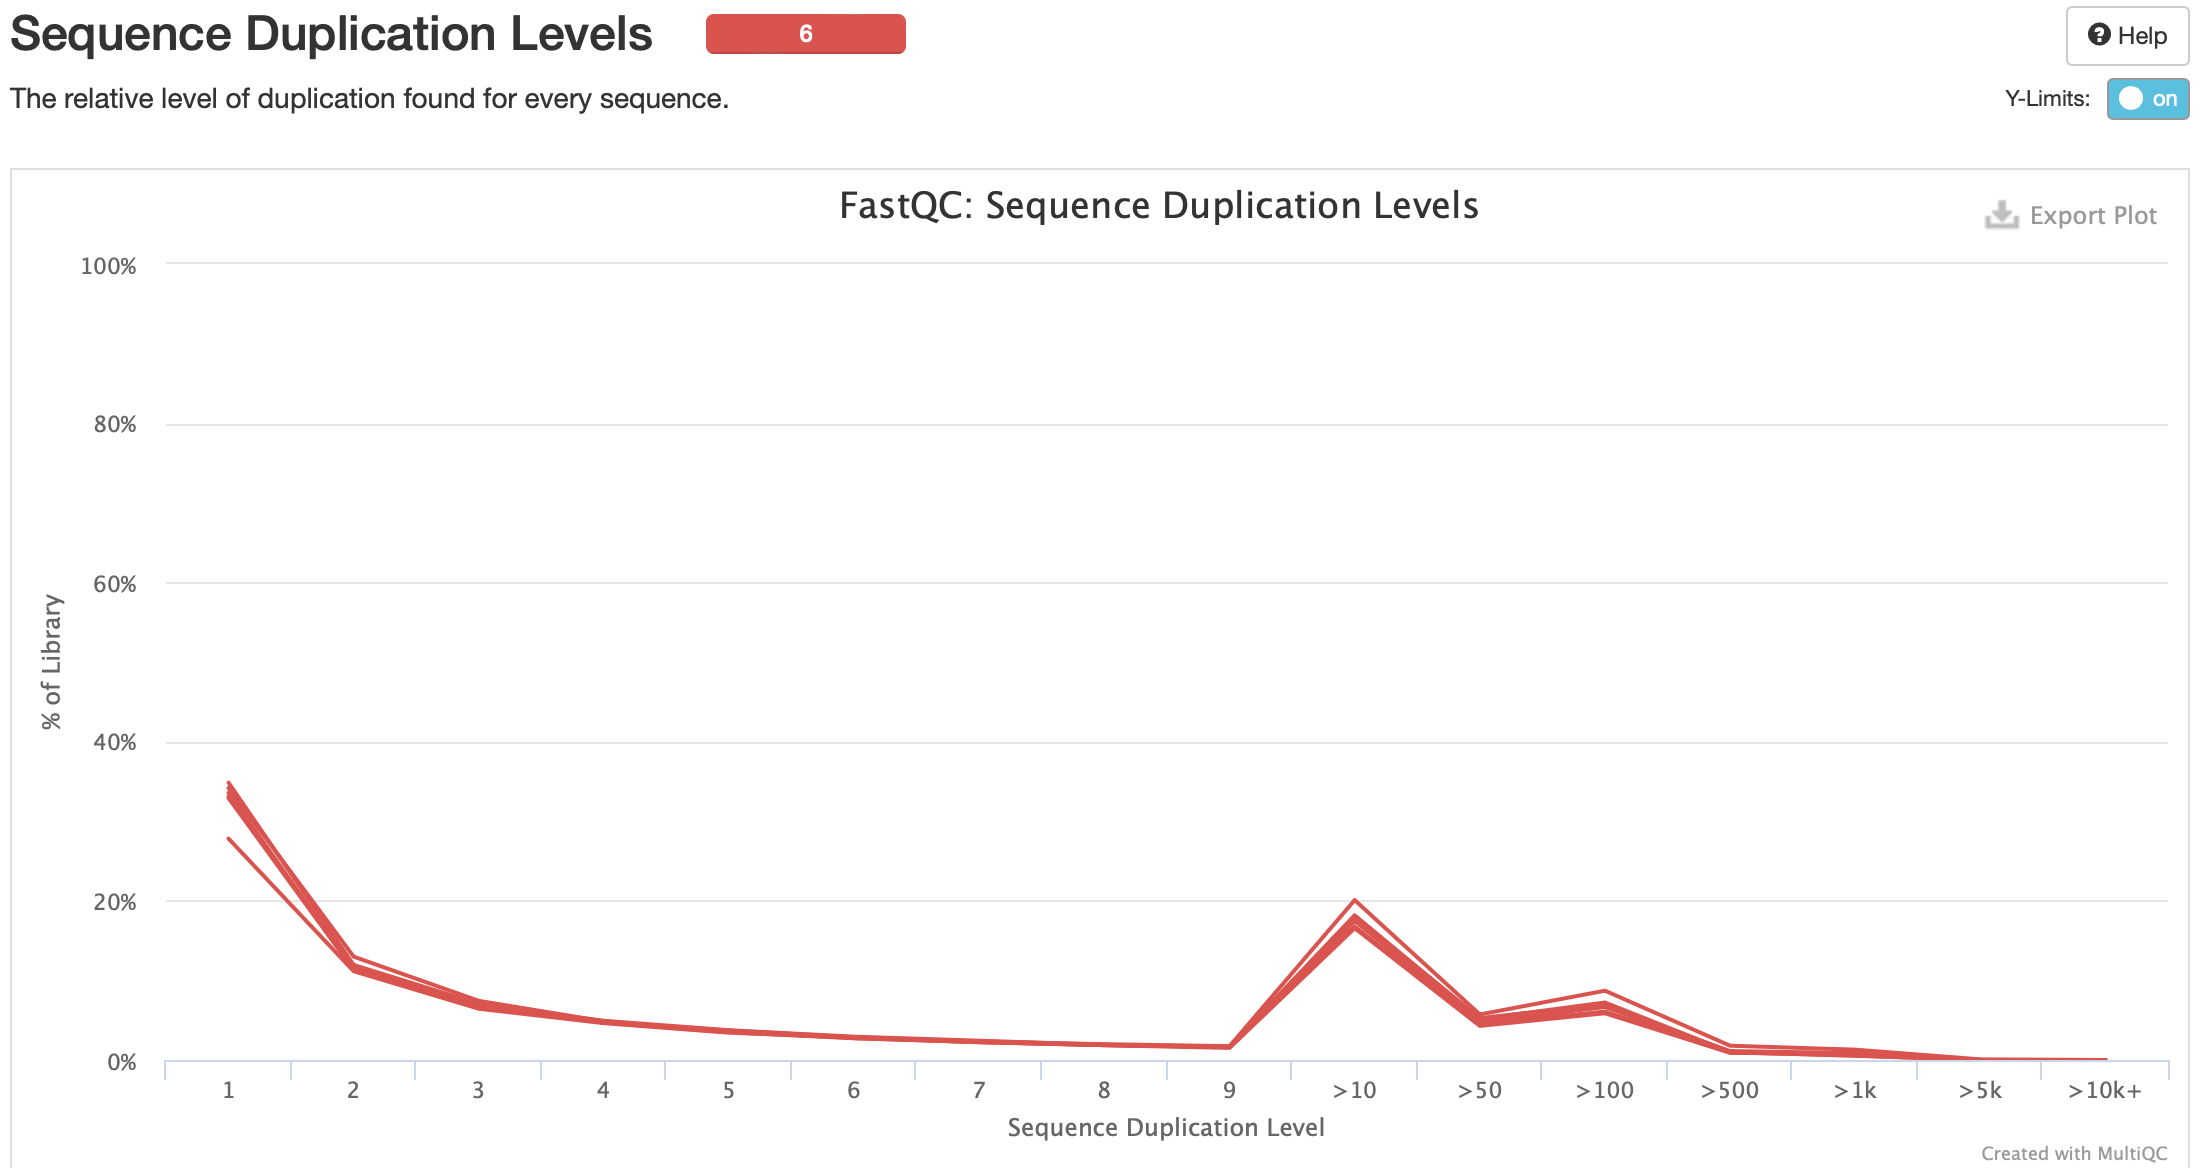 Sequence Duplication Levels
6
Help
The relative level of duplication found for every sequence.
Y-Limits: on
FastQC: Sequence Duplication Levels
Export Plot
100%
80%
60%
40%
20%
0%
% of Library
1 2 3 4 5 6 7 8 9 >10 >50 >100 >500 >1k >5k >10k+
Sequence Duplication Level
Created with MultiQC